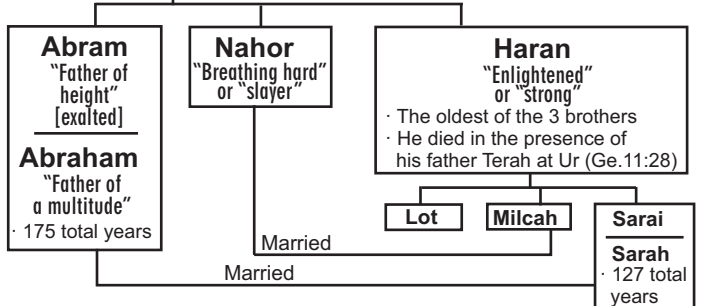 Abram
"Father of
height"
[exalted]
Abraham
"Father of
a multitude"
· 175 total years
Nahor
"Breathing hard"
or "slayer"
Haran
"Enlightened"
or "strong"
· The oldest of the 3 brothers
· He died in the presence of
his father Terah at Ur (Ge.11:28)
Lot
Milcah
Sarai
Sarah
· 127 total
years
Married
Married